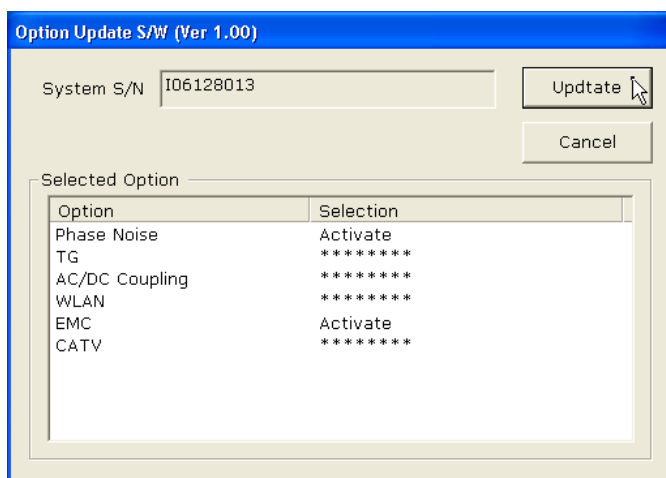 Option Update S/W (Ver 1.00)
System S/N I06128013 Updtate
Cancel
Selected Option
Option Selection
Phase Noise Activate
TG ********
AC/DC Coupling ********
WLAN ********
EMC Activate
CATV ********